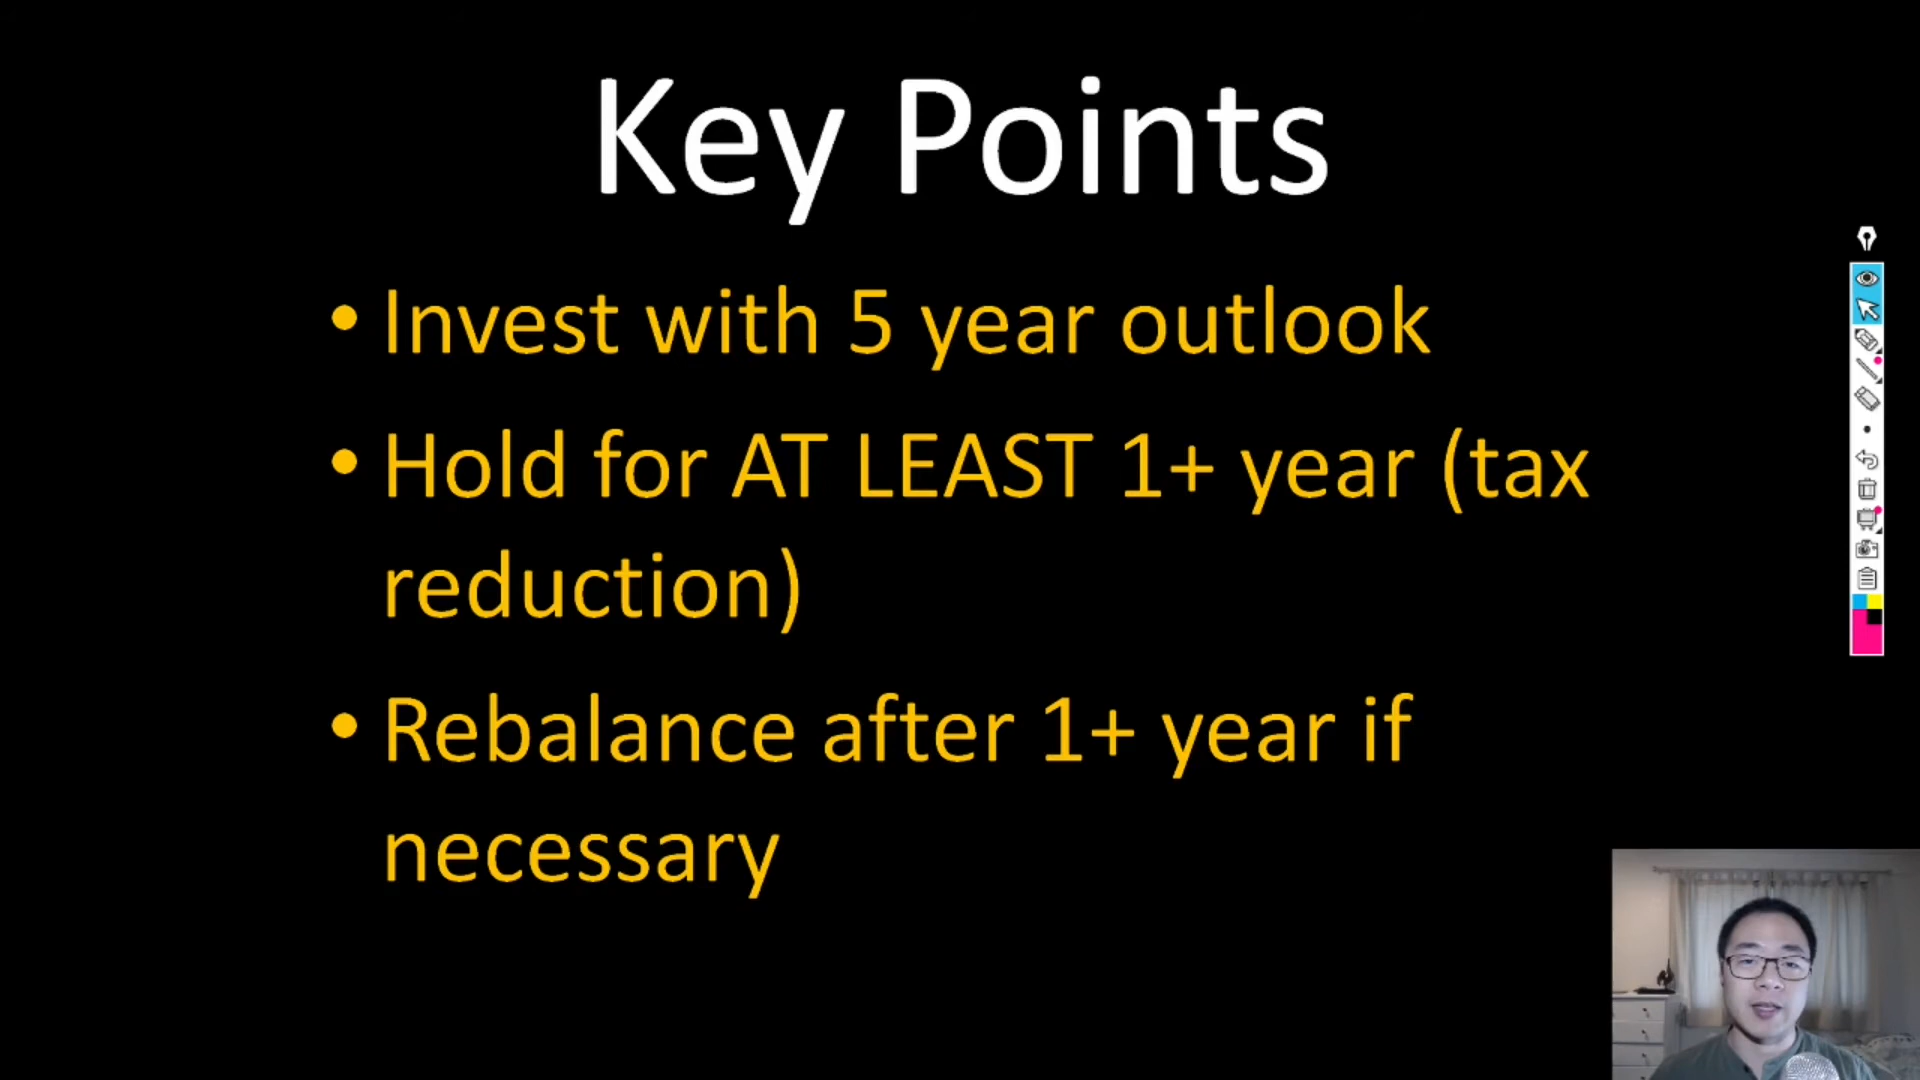 Key Points
• Invest with 5 year outlook
• Hold for AT LEAST 1+ year (tax
reduction)
• Rebalance after 1+ year if
necessary